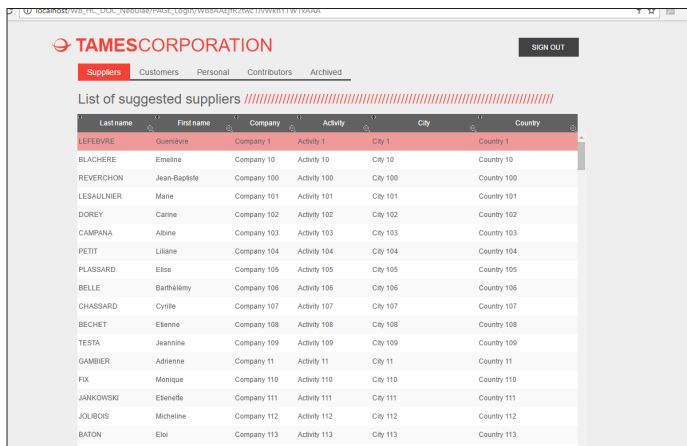 TAMESCORPORATION
SIGN OUT
Suppliers Customers Personal Contributors Archived
List of suggested suppliers
Last name First name Company Activity City Country
LEFEBVRE Guenièvre Company 1 Activity 1 City 1 Country 1
BLACHERE Emeline Company 10 Activity 10 City 10 Country 10
REVERCHON Jean-Baptiste Company 100 Activity 100 City 100 Country 100
LESAULNIER Marie Company 101 Activity 101 City 101 Country 101
DOREY Carine Company 102 Activity 102 City 102 Country 102
CAMPANA Albine Company 103 Activity 103 City 103 Country 103
PETIT Liliane Company 104 Activity 104 City 104 Country 104
PLASSARD Elise Company 105 Activity 105 City 105 Country 105
BELLE Barthélémy Company 106 Activity 106 City 106 Country 106
CHASSARD Cyrille Company 107 Activity 107 City 107 Country 107
BECHET Etienne Company 108 Activity 108 City 108 Country 108
TESTA Jeannine Company 109 Activity 109 City 109 Country 109
GAMBIER Adrienne Company 11 Activity 11 City 11 Country 11
FIX Monique Company 110 Activity 110 City 110 Country 110
JANKOWSKI Etienette Company 111 Activity 111 City 111 Country 111
JOLIBOIS Micheline Company 112 Activity 112 City 112 Country 112
BATON Eloi Company 113 Activity 113 City 113 Country 113